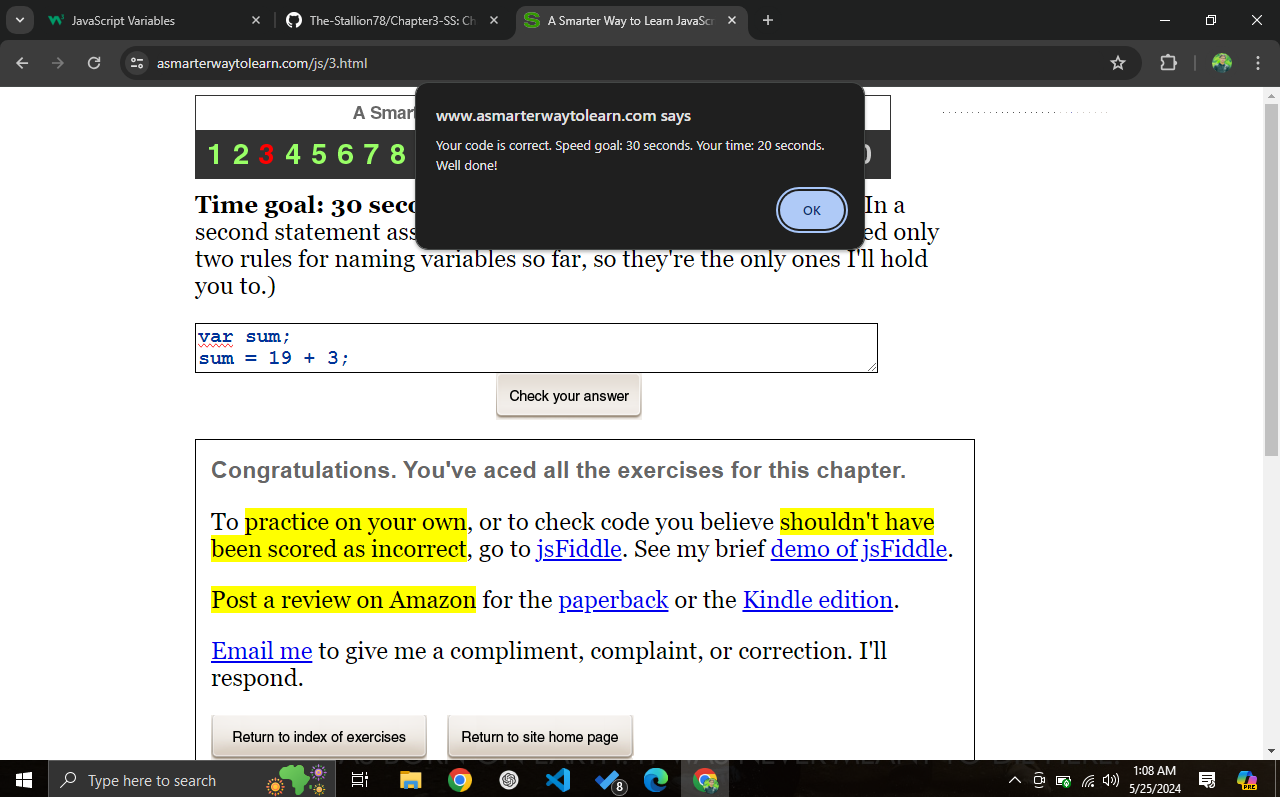 JavaScript Variables
The-Stallion78/Chapter3-SS: Ch
A Smarter Way to Learn JavaScr
asmarterwaytolearn.com/js/3.html
www.asmarterwaytolearn.com says
Your code is correct. Speed goal: 30 seconds. Your time: 20 seconds.
Well done!
OK
A Smar
1 2 3 4 5 6 7 8
Time goal: 30 In a
second statement ed only
two rules for naming variables so far, so they're the only ones I'll hold
you to.)
var sum;
sum = 19 + 3;
Check your answer
Congratulations. You've aced all the exercises for this chapter.
To practice on your own, or to check code you believe shouldn't have
been scored as incorrect, go to jsFiddle. See my brief demo of jsFiddle.
Post a review on Amazon for the paperback or the Kindle edition.
Email me to give me a compliment, complaint, or correction. I'll
respond.
Return to index of exercises
Return to site home page
Type here to search
8
1:08 AM
5/25/2024
PRE